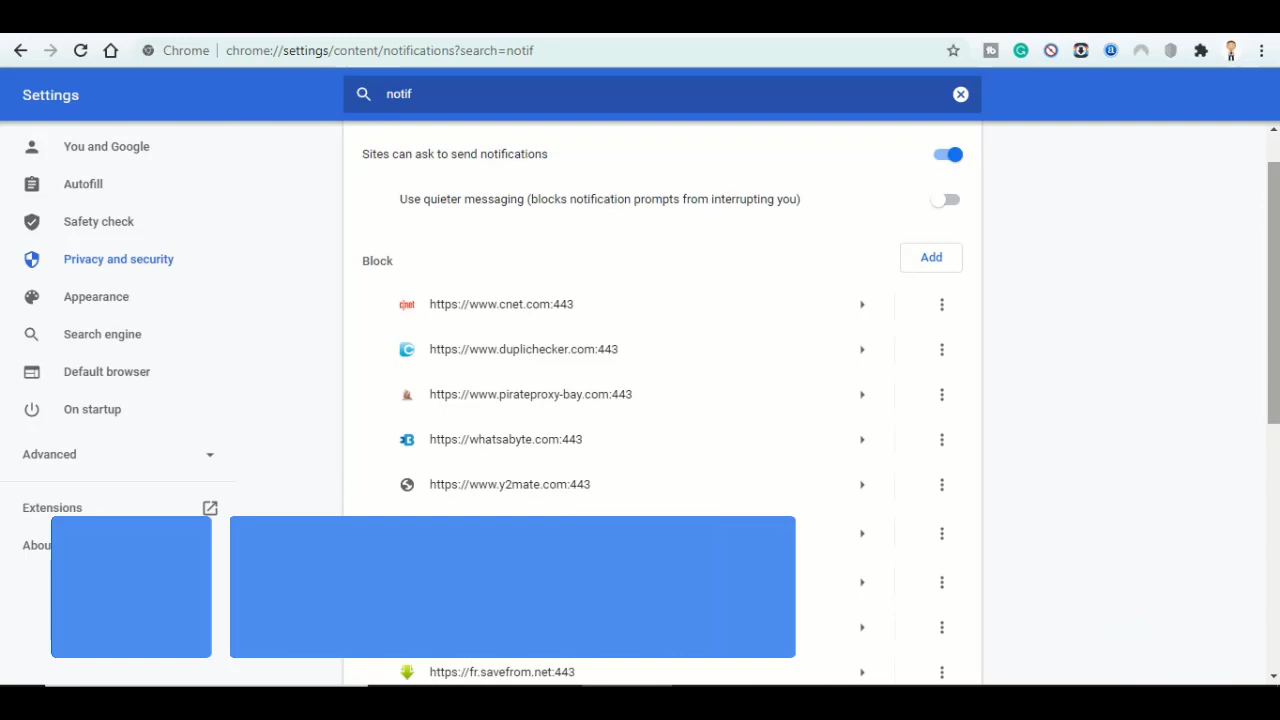 Chrome
chrome://settings/content/notifications?search=notif
Settings
notif
You and Google
Autofill
Safety check
Privacy and security
Appearance
Search engine
Default browser
On startup
Advanced
Extensions
Abou
Sites can ask to send notifications
Use quieter messaging (blocks notification prompts from interrupting you)
Block
Add
https://www.cnet.com:443
https://www.duplichecker.com:443
https://www.pirateproxy-bay.com:443
https://whatsabyte.com:443
https://www.y2mate.com:443
https://fr.savefrom.net:443